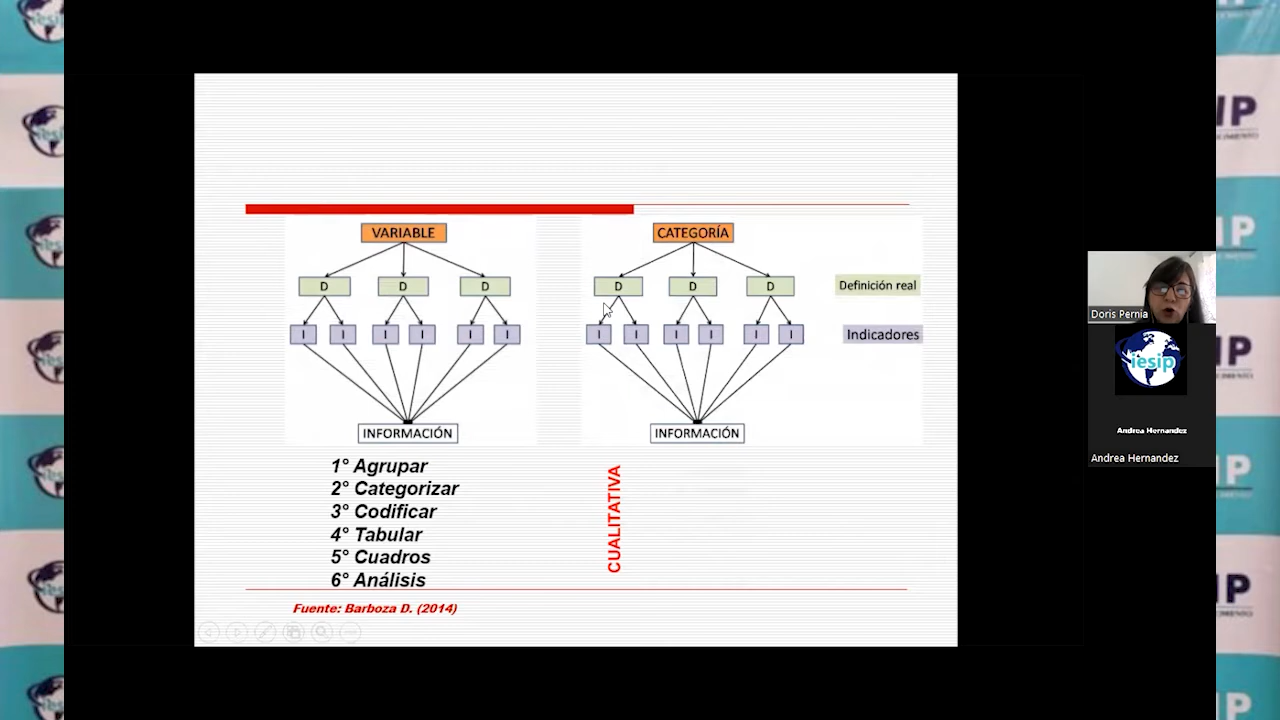 VARIABLE
D D D
I I I I I I
INFORMACIÓN
CATEGORÍA
D D D
I I I I I I
INFORMACIÓN
Definición real
Indicadores
1° Agrupar
2° Categorizar
3° Codificar
4° Tabular
5° Cuadros
6° Análisis
CUALITATIVA
Fuente: Barboza D. (2014)
Doris Pernia
iesip
Andrea Hernandez
Andrea Hernandez